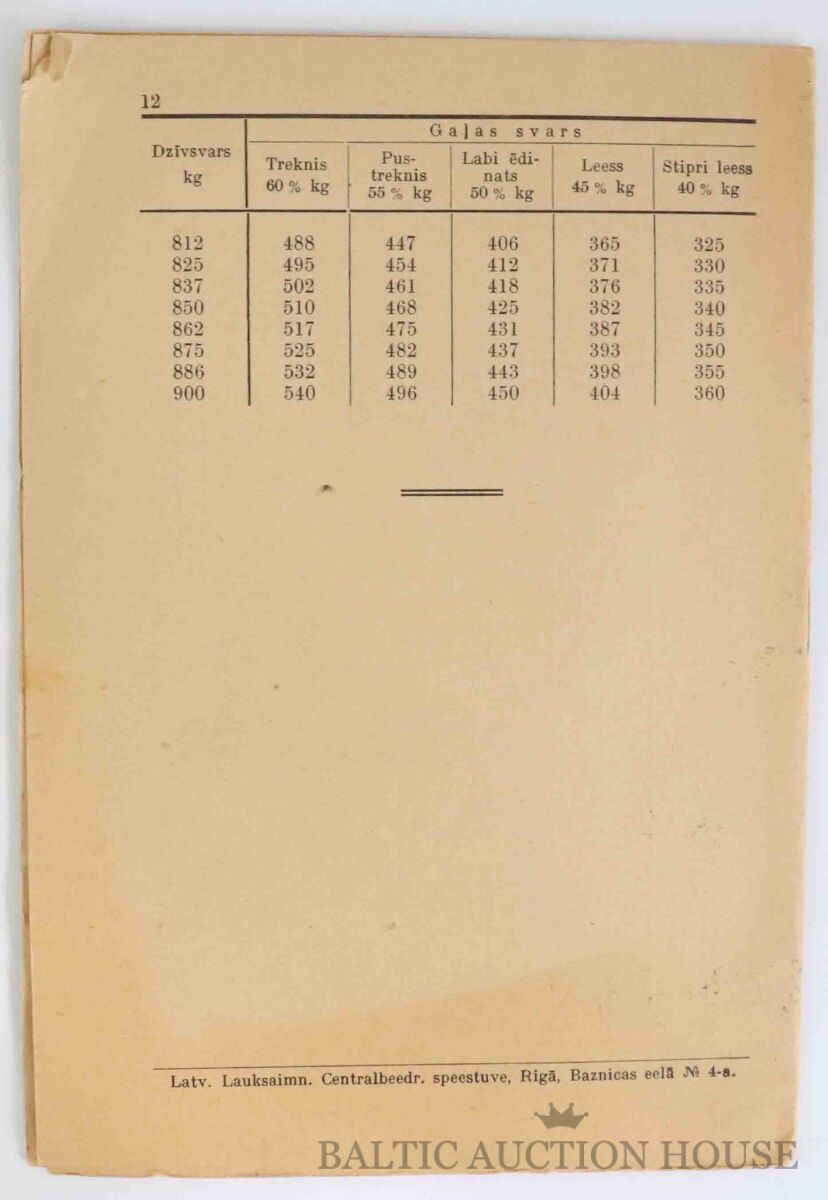 12
Gaļas svars
Dzīvsvars kg
Treknis 60 % kg
Pus-treknis 55 % kg
Labi ēdi-nats 50 % kg
Leess 45 % kg
Stipri leess 40 % kg
812 488 447 406 365 325
825 495 454 412 371 330
837 502 461 418 376 335
850 510 468 425 382 340
862 517 475 431 387 345
875 525 482 437 393 350
886 532 489 443 398 355
900 540 496 450 404 360
Latv. Lauksaimn. Centralbeedr. speestuve, Rigā, Baznicas eelā № 4-a.
BALTIC AUCTION HOUSE